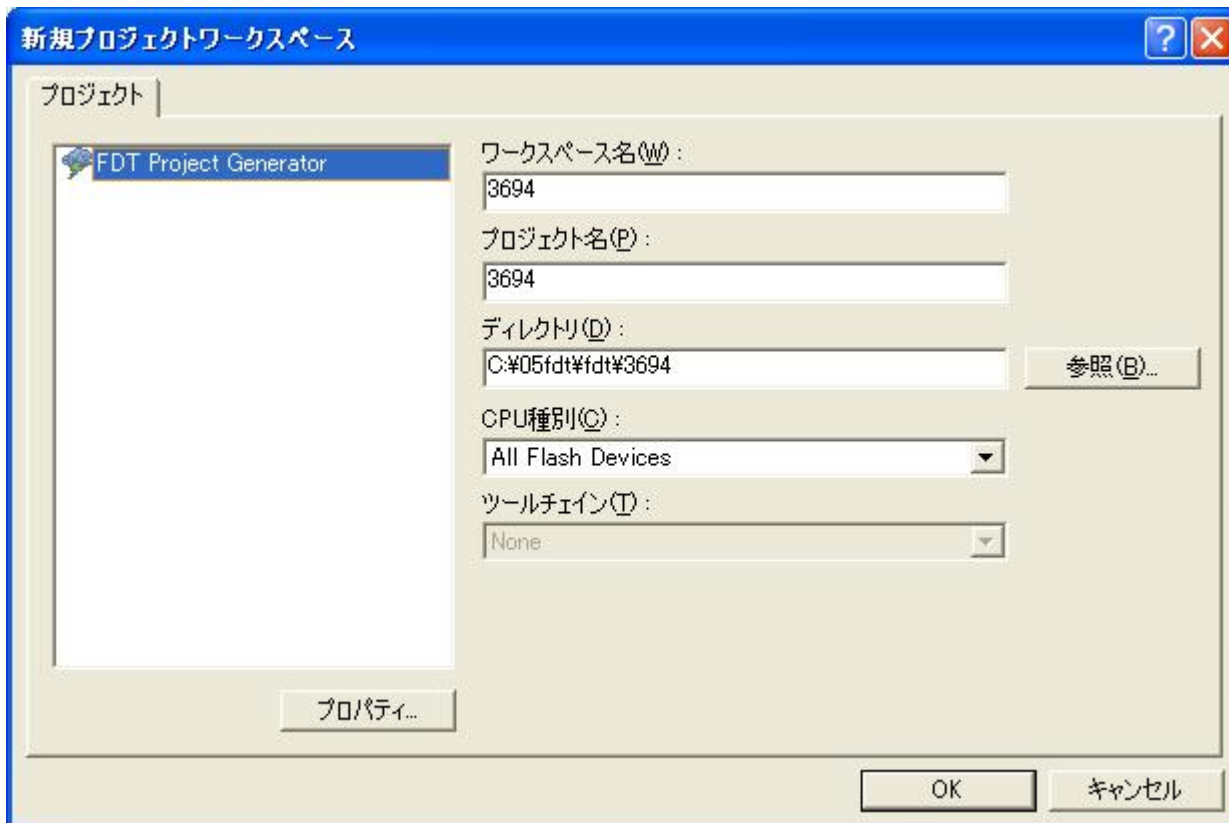 新規プロジェクトワークスペース
プロジェクト
FDT Project Generator
ワークスペース名(W) :
3694
プロジェクト名(P) :
3694
ディレクトリ(D) :
C:¥05fdt¥fdt¥3694
参照(B)...
CPU種別(C) :
All Flash Devices
ツールチェイン(T) :
None
プロパティ...
OK
キャンセル